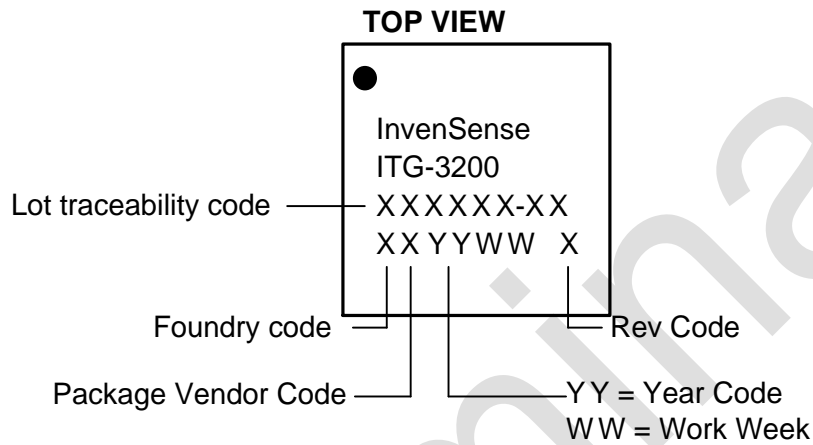 TOP VIEW
InvenSense
ITG-3200
Lot traceability code
XXXXXX-XX
XXYYWW X
Foundry code
Rev Code
Package Vendor Code
YY = Year Code
WW = Work Week